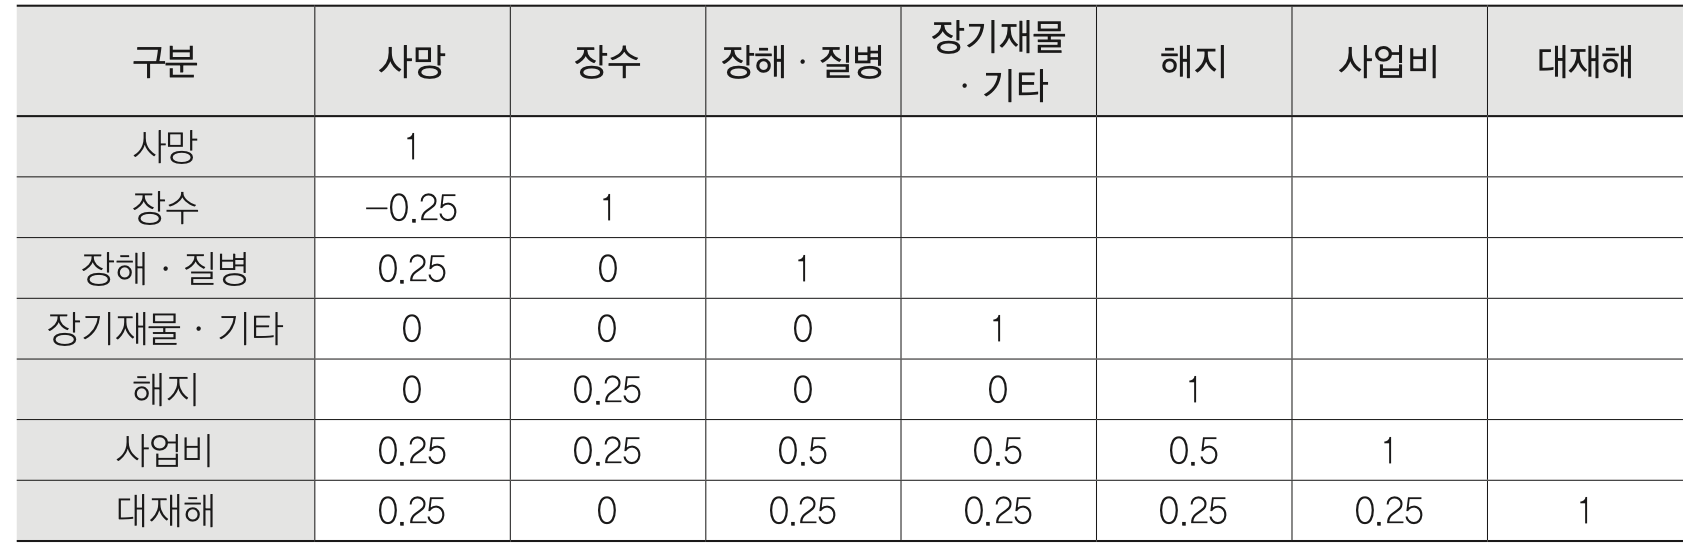 구분 사망 장수 장해 · 질병 장기재물 · 기타 해지 사업비 대재해
사망 1
장수 −0.25 1
장해 · 질병 0.25 0 1
장기재물 · 기타 0 0 0 1
해지 0 0.25 0 0 1
사업비 0.25 0.25 0.5 0.5 0.5 1
대재해 0.25 0 0.25 0.25 0.25 0.25 1